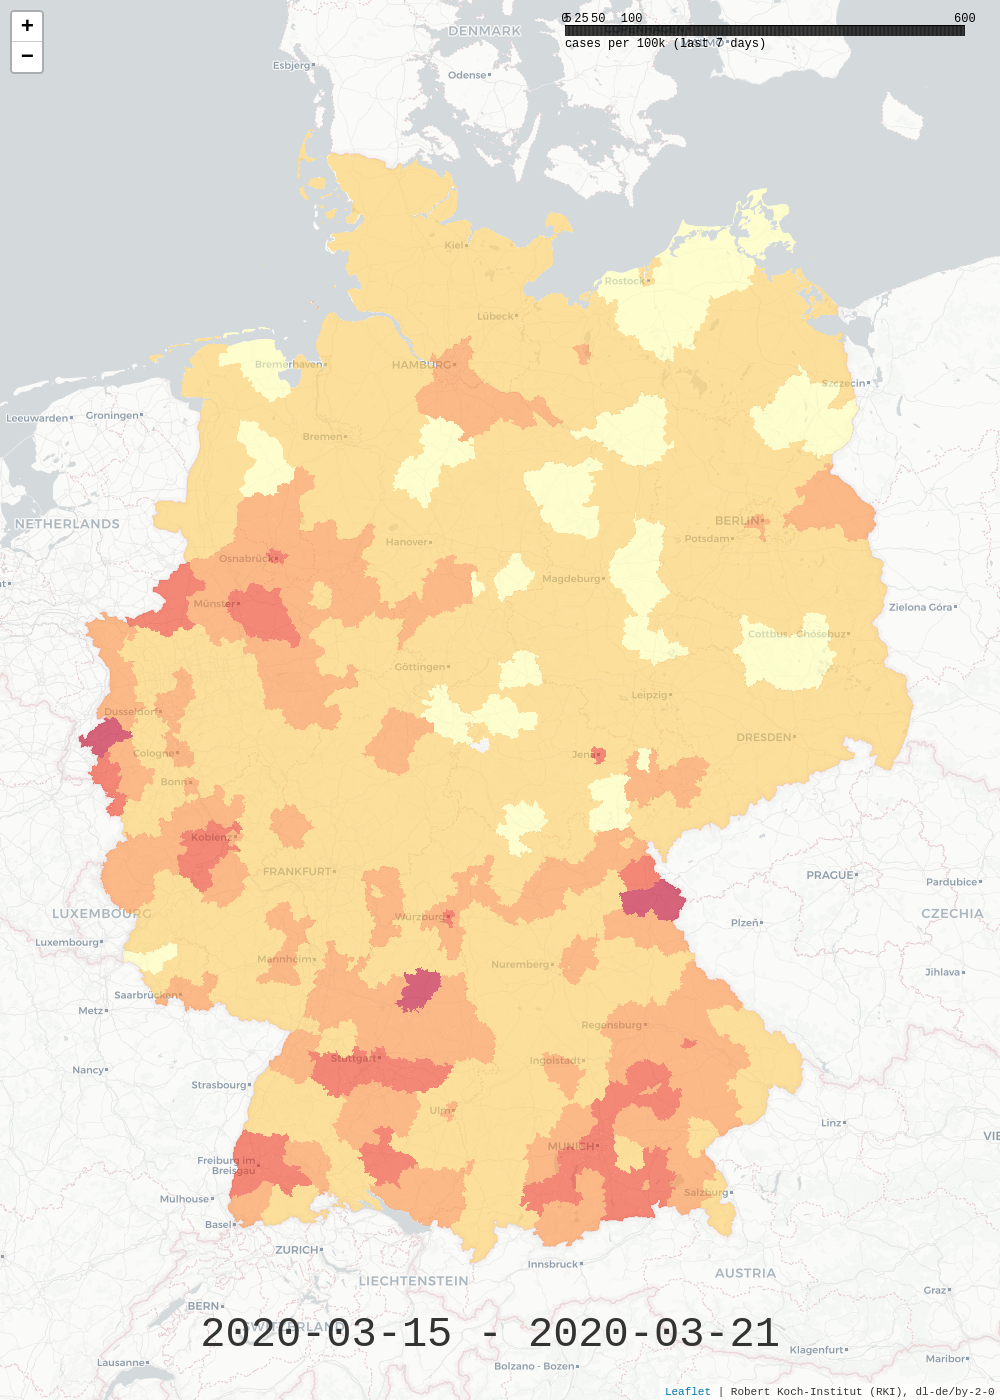 +
−
0 5 25 50 100 600
cases per 100k (last 7 days)
DENMARK
Esbjerg
Odense
Kiel
Rostock
Lübeck
HAMBURG
Bremerhaven
Szczecin
Leeuwarden
Groningen
Bremen
NETHERLANDS
BERLIN
Potsdam
Hanover
Osnabrück
Magdeburg
Münster
Zielona Góra
Cottbus - Chóśebuz
Göttingen
Leipzig
Dusseldorf
DRESDEN
Cologne
Jena
Bonn
Koblenz
FRANKFURT
PRAGUE
Pardubice
LUXEMBOURG
Würzburg
CZECHIA
Plzeň
Luxembourg
Mannheim
Nuremberg
Jihlava
Saarbrücken
Metz
Regensburg
Stuttgart
Ingolstadt
Nancy
Strasbourg
Ulm
Linz
MUNICH
VIE
Freiburg im
Breisgau
Mulhouse
Salzburg
Basel
ZURICH
Innsbruck
AUSTRIA
LIECHTENSTEIN
Graz
BERN
SWITZERLAND
2020-03-15 - 2020-03-21
Klagenfurt
Lausanne
Bolzano - Bozen
Maribor
Leaflet | Robert Koch-Institut (RKI), dl-de/by-2-0